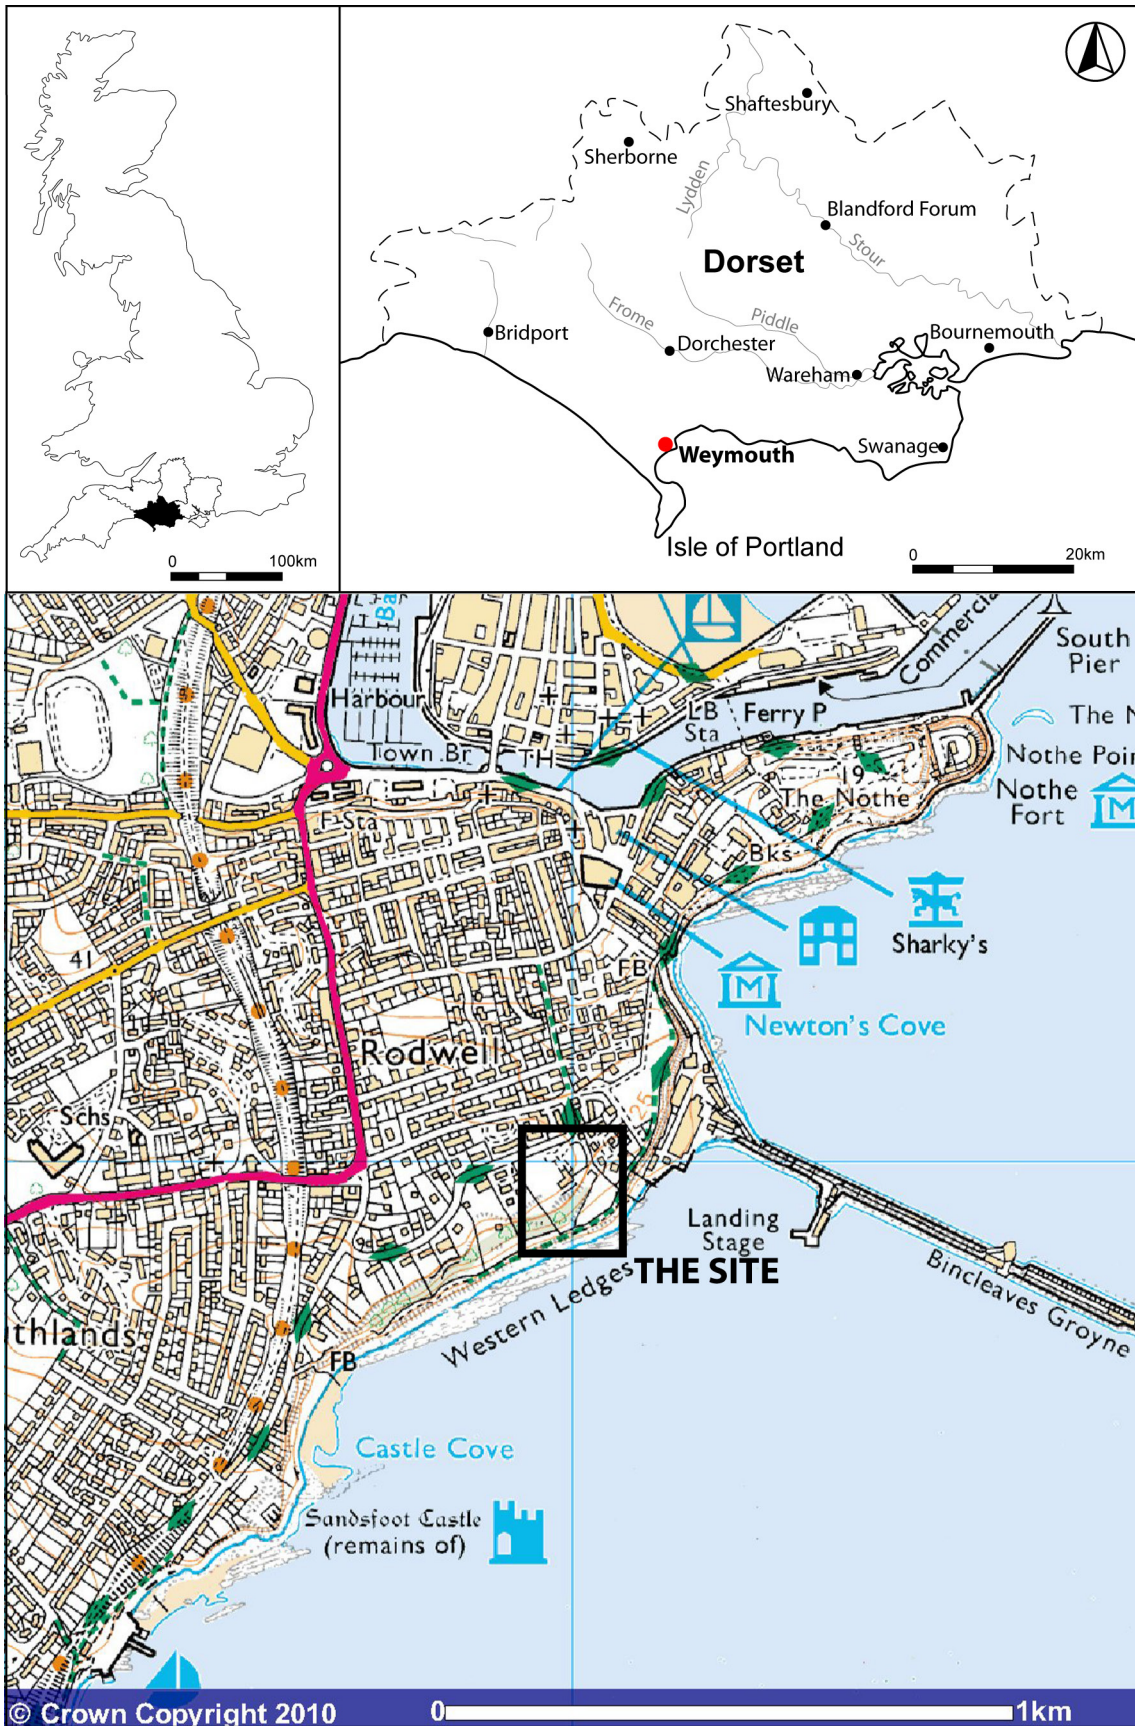 0 100km
Shaftesbury
Sherborne
Lydden
Blandford Forum
Stour
Dorset
Frome
Piddle
Bridport
Dorchester
Bournemouth
Wareham
Weymouth
Swanage
Isle of Portland
0 20km
Ba
Commercia
South
Pier
Harbour
LB
Sta
Ferry P
The N
Town Br
TH
Nothe Poin
19
The Nothe
Nothe
Fort
M
F Sta
Bks
Sharky's
41
FB
M
Newton's Cove
Rodwell
25
Schs
Landing
Stage
THE SITE
Western Ledges
Bincleaves Groyne
thlands
FB
Castle Cove
Sandsfoot Castle
(remains of)
© Crown Copyright 2010
0 1km